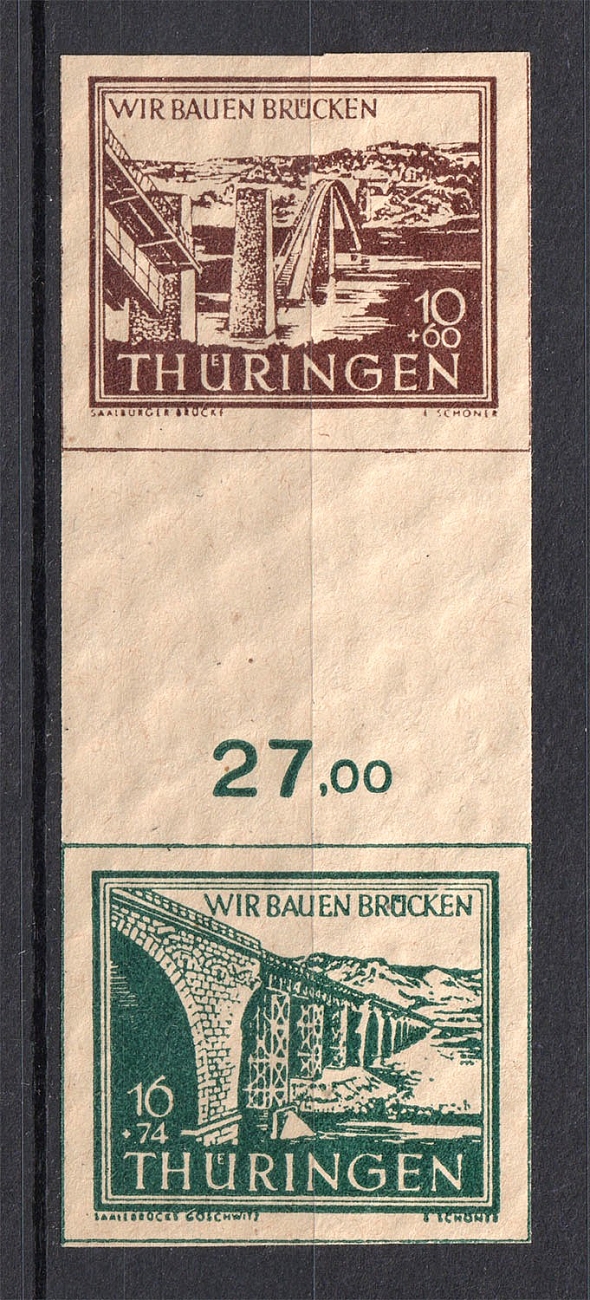 WIR BAUEN BRÜCKEN
10
+60
THÜRINGEN
SAALBURGER BRÜCKE E SCHÖNER
27,00
WIR BAUEN BRÜCKEN
16
+74
THÜRINGEN
SAALEBRÜCKE GÖSCHWITZ E SCHÖNER